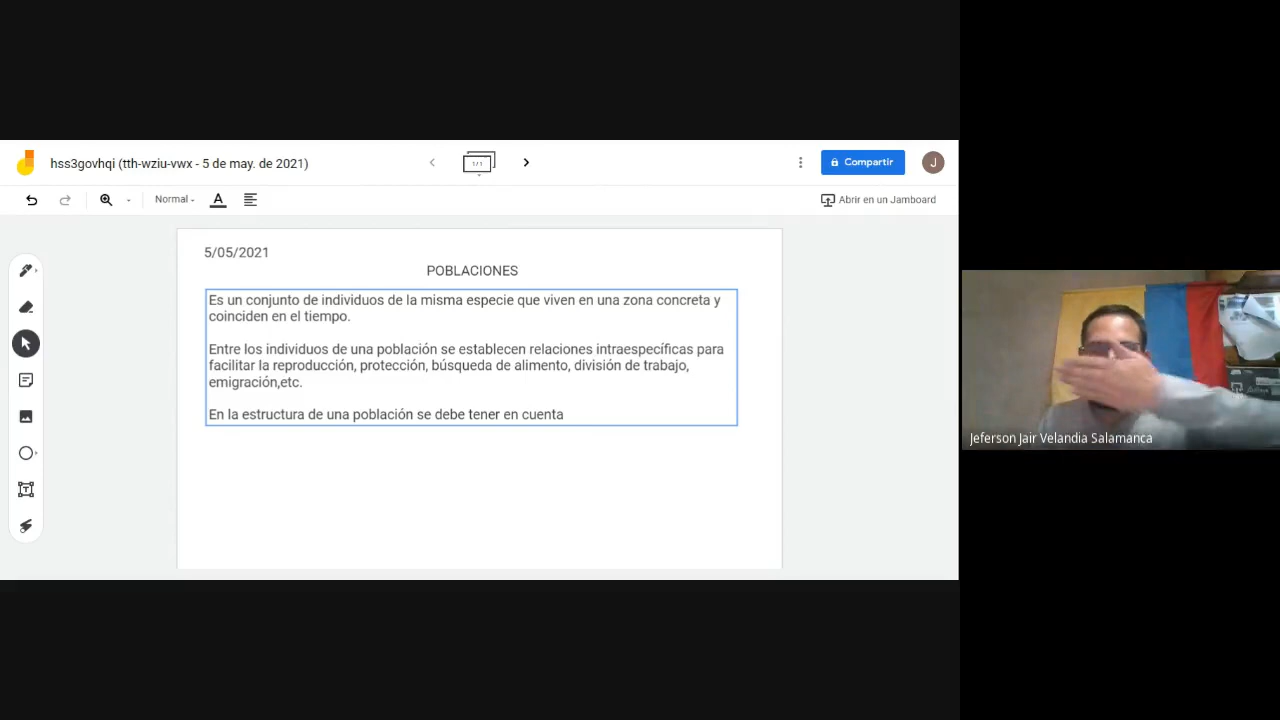 hss3govhqi (tth-wziu-vwx - 5 de may. de 2021)
1/1
Compartir
J
Normal
A
Abrir en un Jamboard
5/05/2021
POBLACIONES
Es un conjunto de individuos de la misma especie que viven en una zona concreta y
coinciden en el tiempo.
Entre los individuos de una población se establecen relaciones intraespecíficas para
facilitar la reproducción, protección, búsqueda de alimento, división de trabajo,
emigración,etc.
En la estructura de una población se debe tener en cuenta
Jeferson Jair Velandia Salamanca